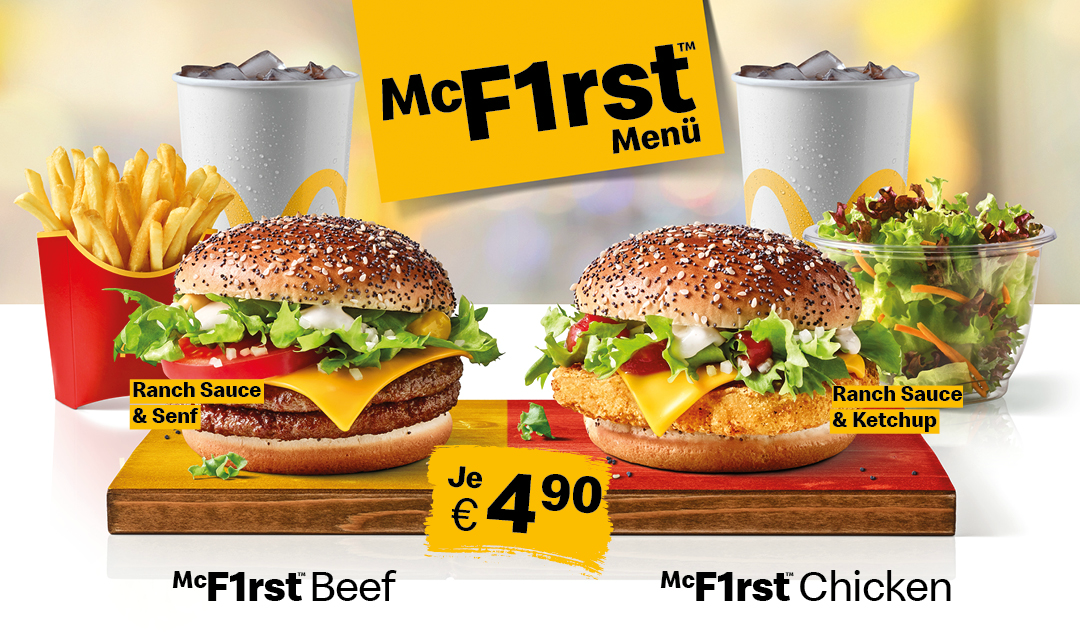 McF1rst™
Menü
Ranch Sauce
& Senf
Ranch Sauce
& Ketchup
Je
€ 4 90
McF1rst™ Beef
McF1rst™ Chicken